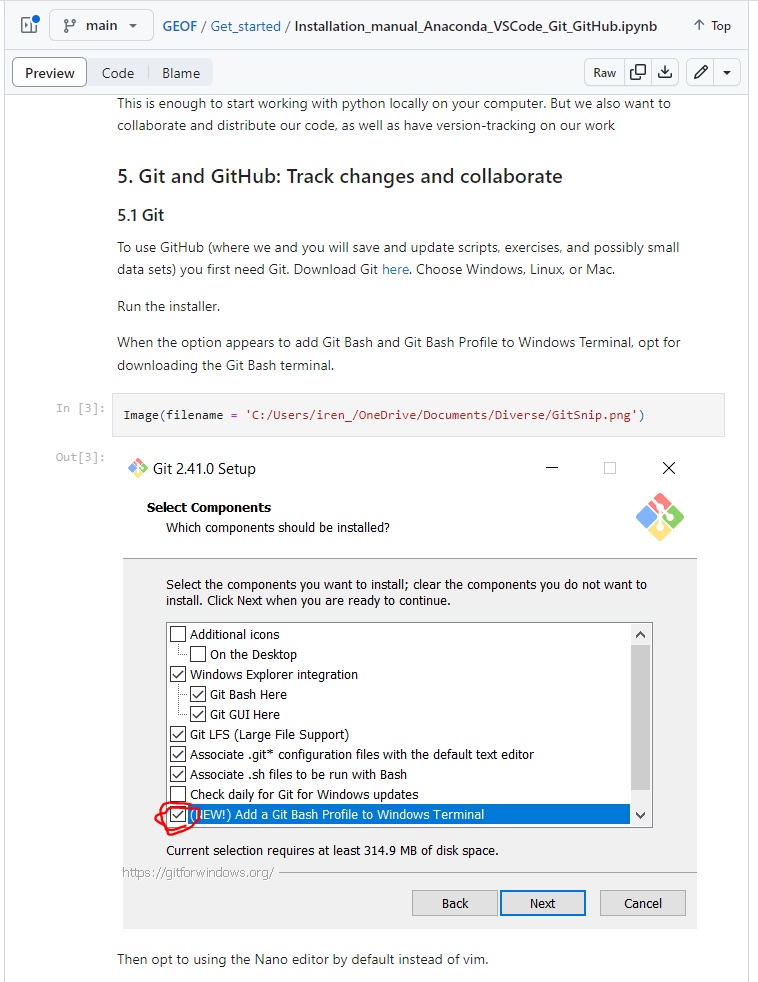 main
GEOF / Get_started / Installation_manual_Anaconda_VSCode_Git_GitHub.ipynb
Top
Preview
Code
Blame
Raw
This is enough to start working with python locally on your computer. But we also want to
collaborate and distribute our code, as well as have version-tracking on our work
5. Git and GitHub: Track changes and collaborate
5.1 Git
To use GitHub (where we and you will save and update scripts, exercises, and possibly small
data sets) you first need Git. Download Git here. Choose Windows, Linux, or Mac.
Run the installer.
When the option appears to add Git Bash and Git Bash Profile to Windows Terminal, opt for
downloading the Git Bash terminal.
In [3]:
Image(filename = 'C:/Users/iren_/OneDrive/Documents/Diverse/GitSnip.png')
Out[3]:
Git 2.41.0 Setup
Select Components
Which components should be installed?
Select the components you want to install; clear the components you do not want to
install. Click Next when you are ready to continue.
Additional icons
On the Desktop
Windows Explorer integration
Git Bash Here
Git GUI Here
Git LFS (Large File Support)
Associate .git* configuration files with the default text editor
Associate .sh files to be run with Bash
Check daily for Git for Windows updates
(NEW!) Add a Git Bash Profile to Windows Terminal
Current selection requires at least 314.9 MB of disk space.
https://gitforwindows.org/
Back
Next
Cancel
Then opt to using the Nano editor by default instead of vim.